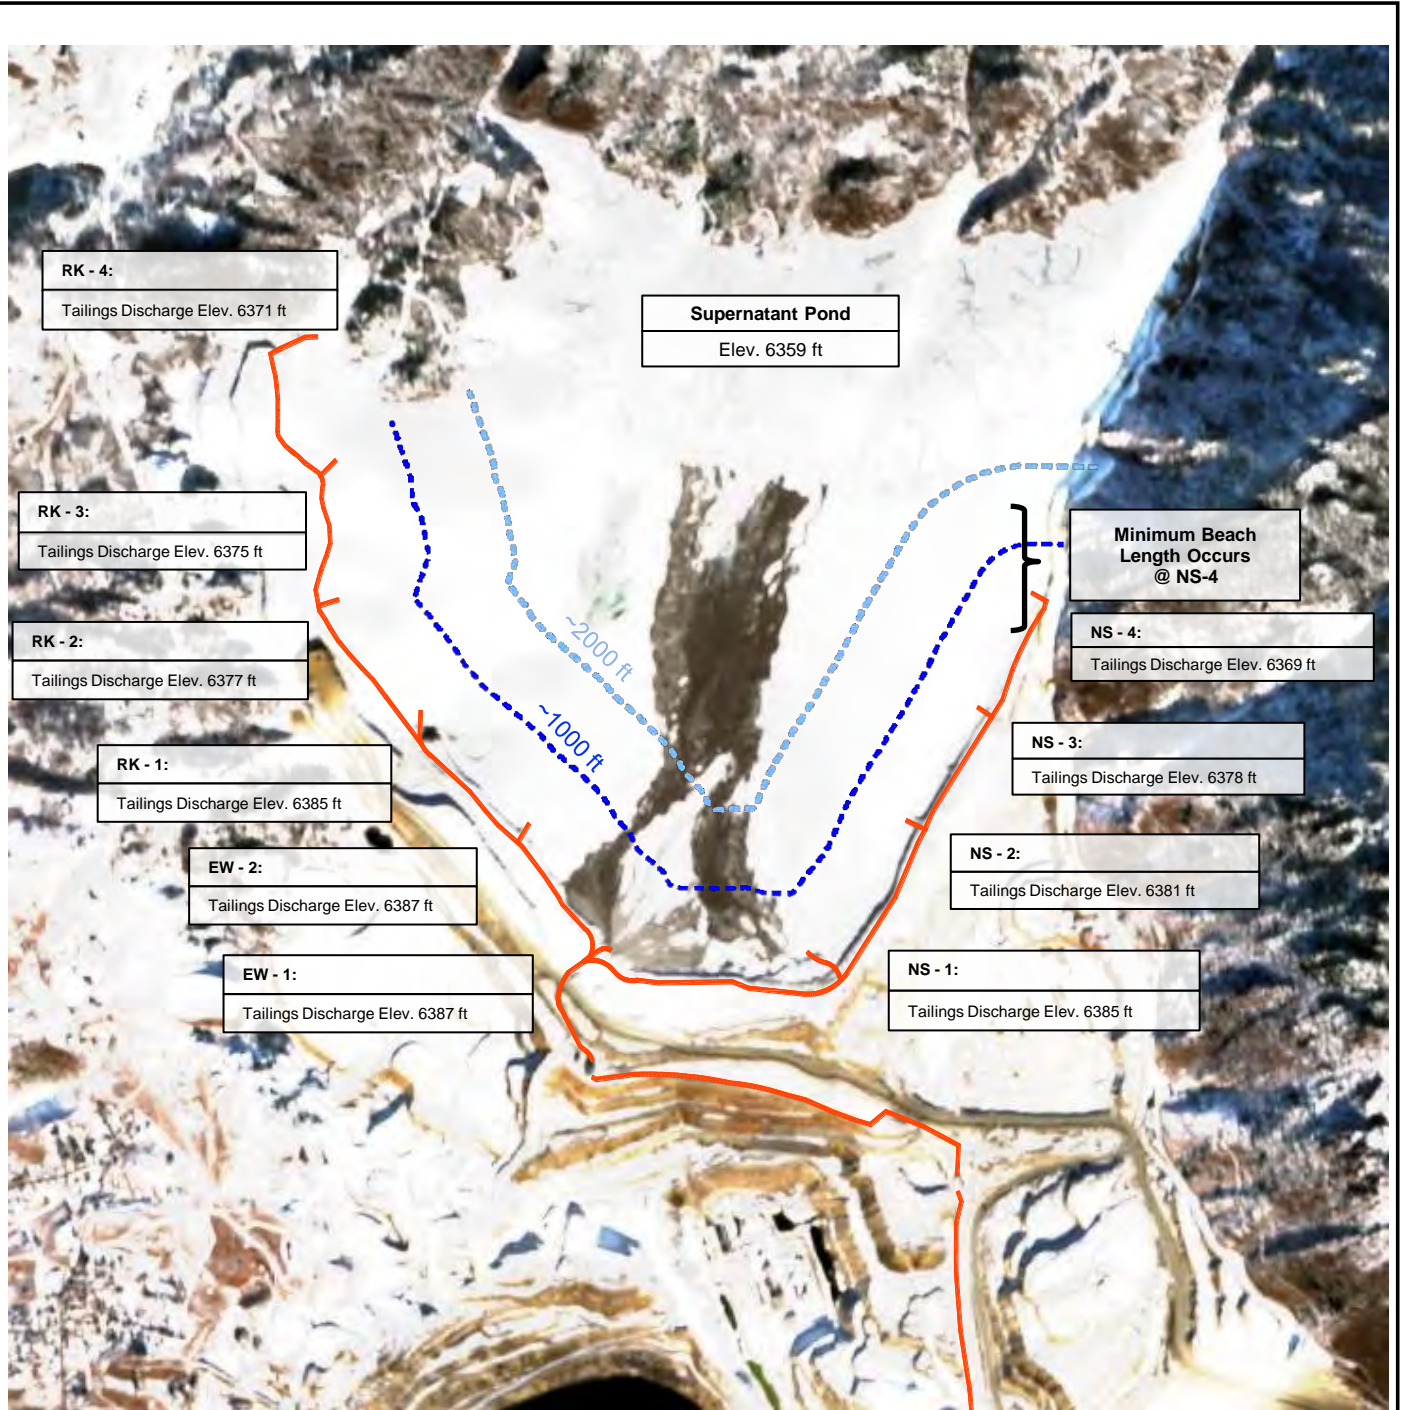 RK - 4:
Tailings Discharge Elev. 6371 ft
Supernatant Pond
Elev. 6359 ft
RK - 3:
Tailings Discharge Elev. 6375 ft
Minimum Beach
Length Occurs
@ NS-4
RK - 2:
Tailings Discharge Elev. 6377 ft
NS - 4:
Tailings Discharge Elev. 6369 ft
~2000 ft
~1000 ft
RK - 1:
Tailings Discharge Elev. 6385 ft
NS - 3:
Tailings Discharge Elev. 6378 ft
EW - 2:
Tailings Discharge Elev. 6387 ft
NS - 2:
Tailings Discharge Elev. 6381 ft
EW - 1:
Tailings Discharge Elev. 6387 ft
NS - 1:
Tailings Discharge Elev. 6385 ft